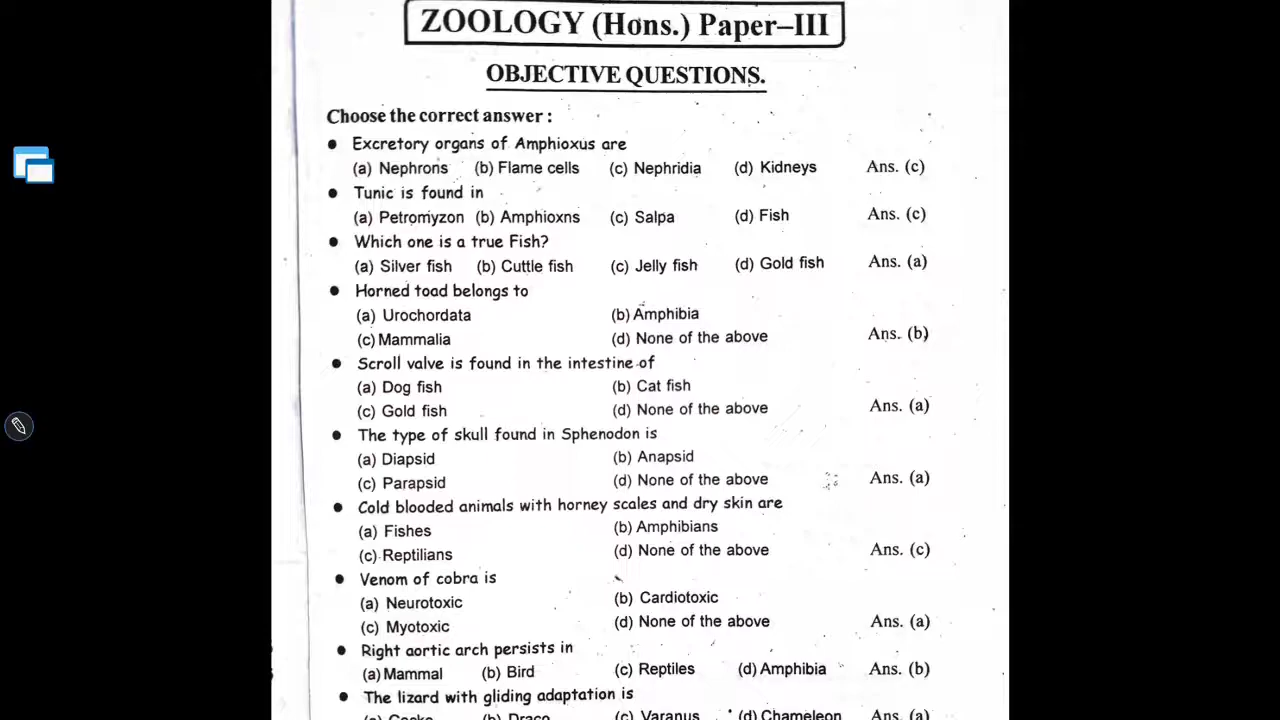 ZOOLOGY (Hons.) Paper–III
OBJECTIVE QUESTIONS.
Choose the correct answer :
● Excretory organs of Amphioxus are
(a) Nephrons (b) Flame cells (c) Nephridia (d) Kidneys Ans. (c)
● Tunic is found in
(a) Petromyzon (b) Amphioxns (c) Salpa (d) Fish Ans. (c)
● Which one is a true Fish?
(a) Silver fish (b) Cuttle fish (c) Jelly fish (d) Gold fish Ans. (a)
● Horned toad belongs to
(a) Urochordata (b) Amphibia
(c) Mammalia (d) None of the above Ans. (b)
● Scroll valve is found in the intestine of
(a) Dog fish (b) Cat fish
(c) Gold fish (d) None of the above Ans. (a)
● The type of skull found in Sphenodon is
(a) Diapsid (b) Anapsid
(c) Parapsid (d) None of the above Ans. (a)
● Cold blooded animals with horney scales and dry skin are
(a) Fishes (b) Amphibians
(c) Reptilians (d) None of the above Ans. (c)
● Venom of cobra is
(a) Neurotoxic (b) Cardiotoxic
(c) Myotoxic (d) None of the above Ans. (a)
● Right aortic arch persists in
(a) Mammal (b) Bird (c) Reptiles (d) Amphibia Ans. (b)
● The lizard with gliding adaptation is
(a) Gecko (b) Draco (c) Varanus (d) Chameleon Ans. (a)